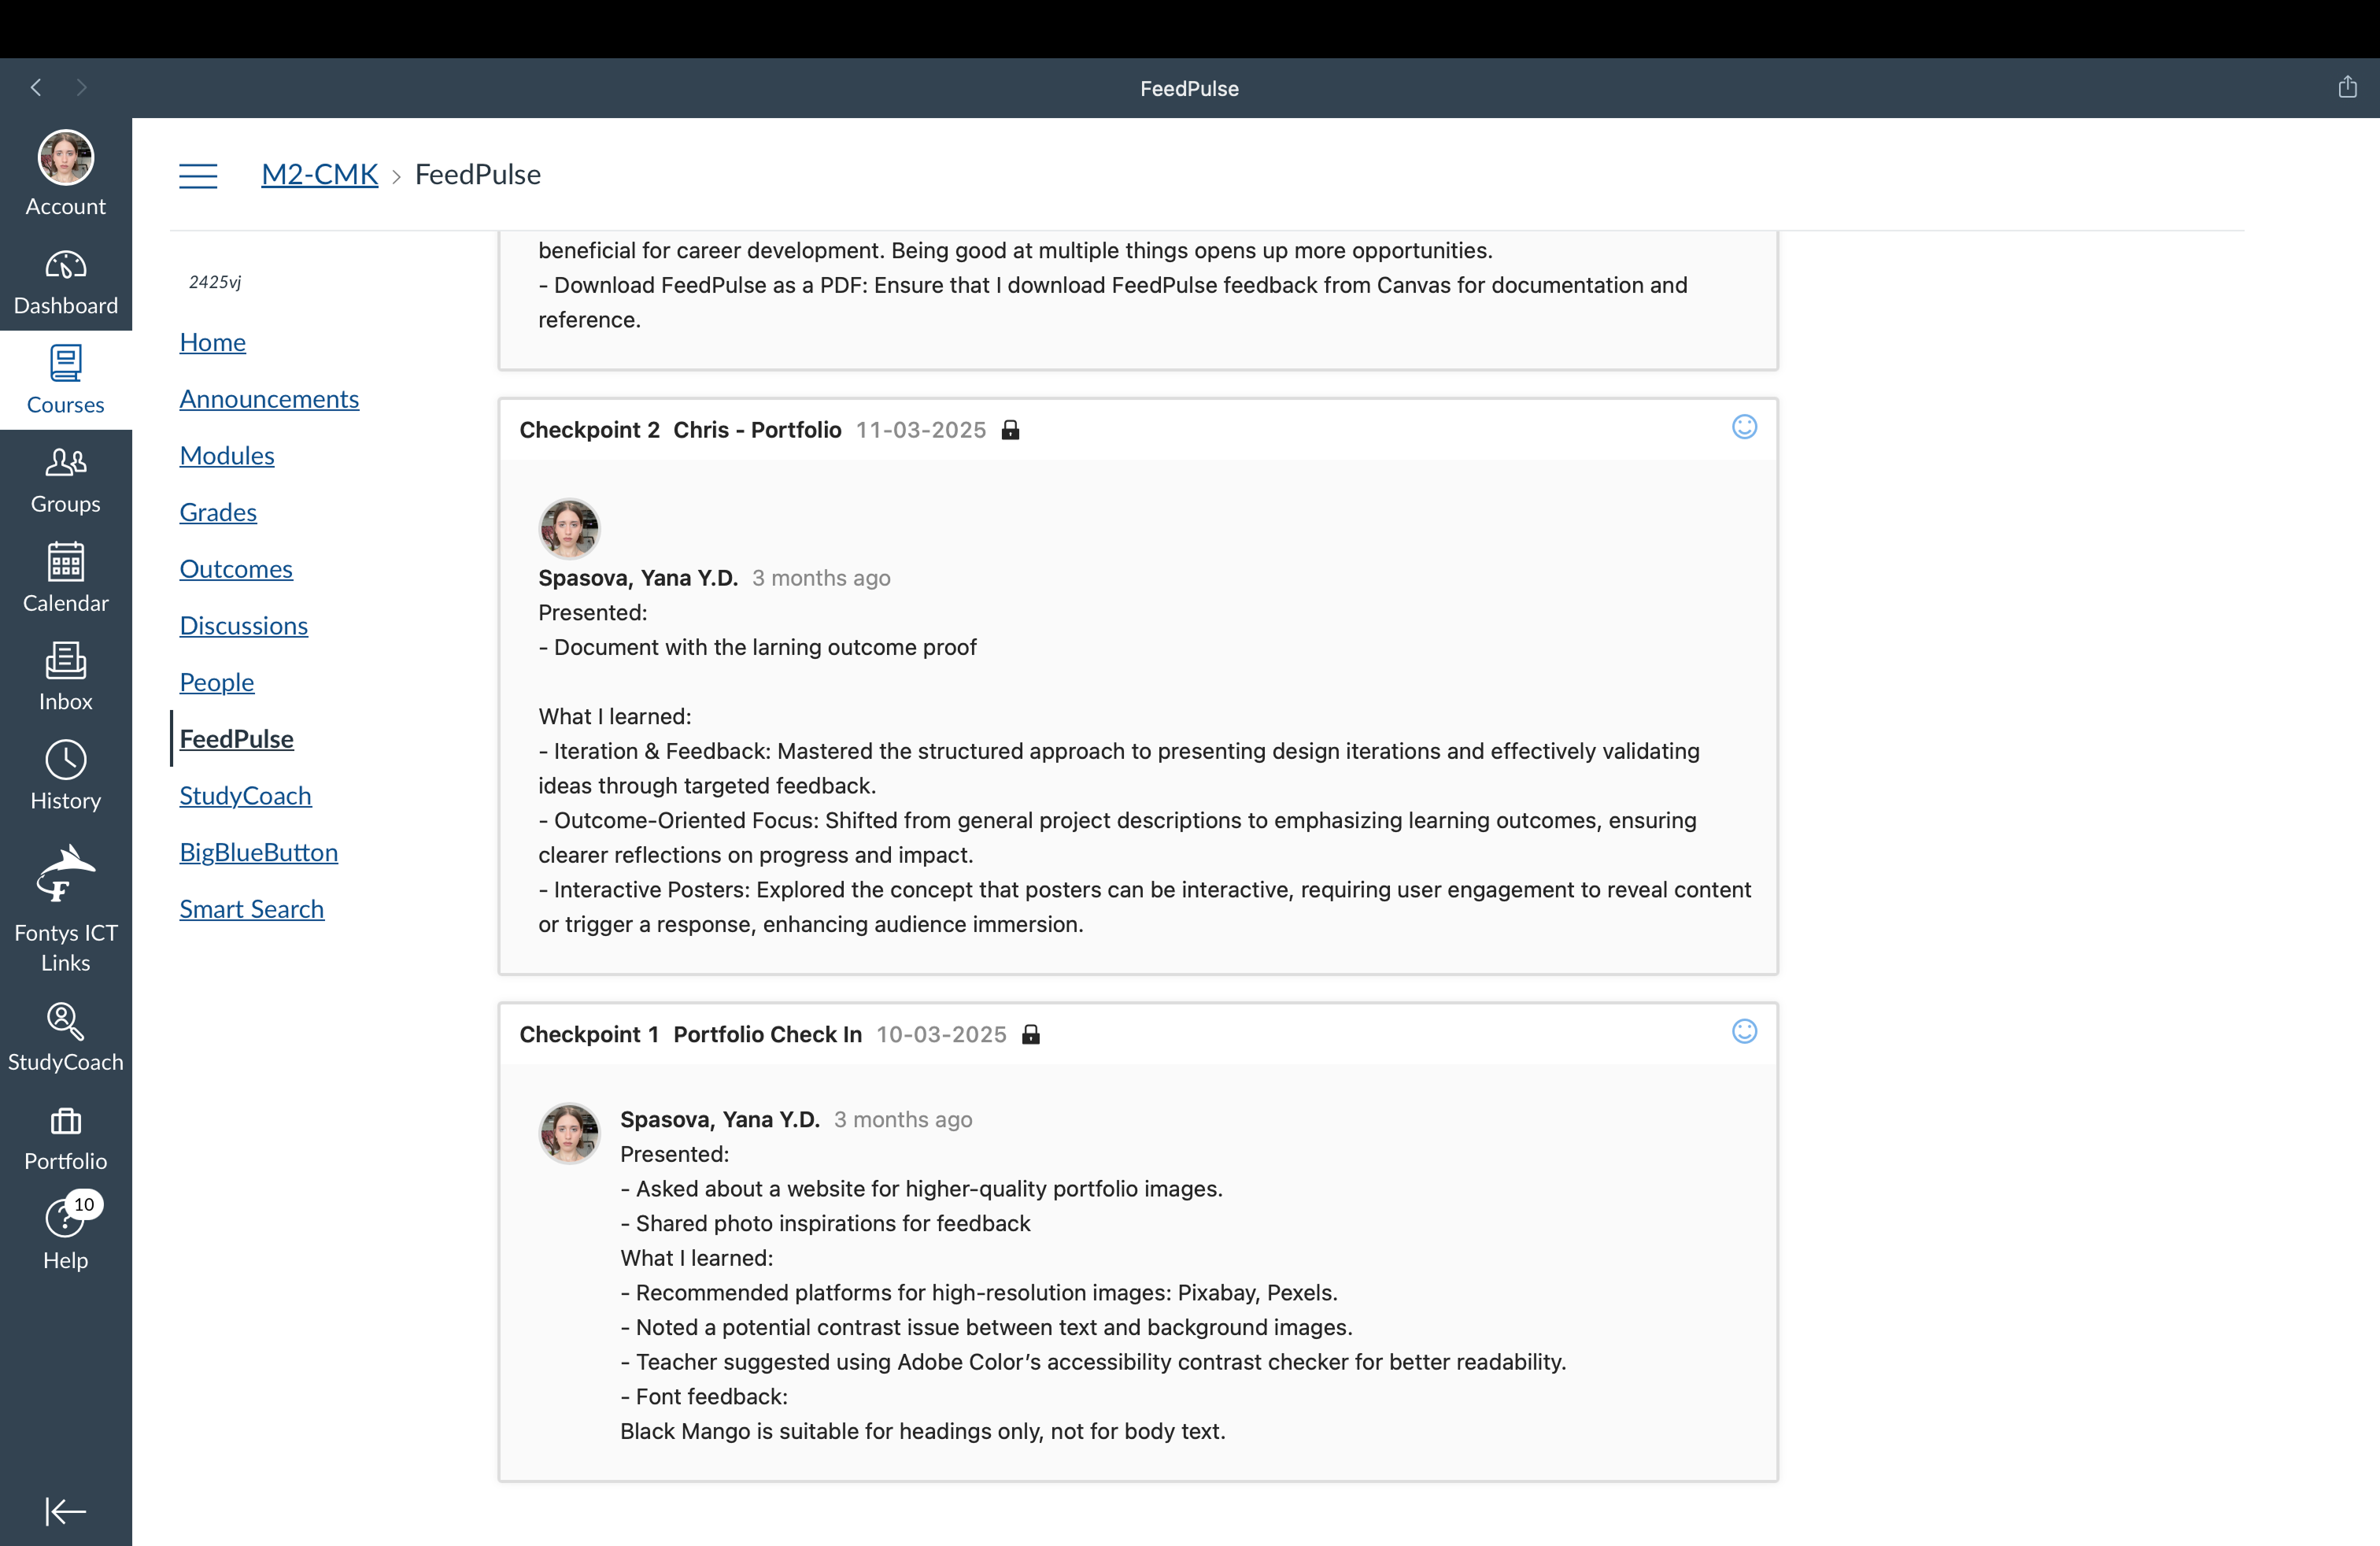 FeedPulse
Account
Dashboard
Courses
Groups
Calendar
Inbox
History
F
Fontys ICT
Links
StudyCoach
Portfolio
10
Help
M2-CMK > FeedPulse
2425vj
Home
Announcements
Modules
Grades
Outcomes
Discussions
People
FeedPulse
StudyCoach
BigBlueButton
Smart Search
beneficial for career development. Being good at multiple things opens up more opportunities.
- Download FeedPulse as a PDF: Ensure that I download FeedPulse feedback from Canvas for documentation and
reference.
Checkpoint 2 Chris - Portfolio 11-03-2025
Spasova, Yana Y.D. 3 months ago
Presented:
- Document with the larning outcome proof
What I learned:
- Iteration & Feedback: Mastered the structured approach to presenting design iterations and effectively validating
ideas through targeted feedback.
- Outcome-Oriented Focus: Shifted from general project descriptions to emphasizing learning outcomes, ensuring
clearer reflections on progress and impact.
- Interactive Posters: Explored the concept that posters can be interactive, requiring user engagement to reveal content
or trigger a response, enhancing audience immersion.
Checkpoint 1 Portfolio Check In 10-03-2025
Spasova, Yana Y.D. 3 months ago
Presented:
- Asked about a website for higher-quality portfolio images.
- Shared photo inspirations for feedback
What I learned:
- Recommended platforms for high-resolution images: Pixabay, Pexels.
- Noted a potential contrast issue between text and background images.
- Teacher suggested using Adobe Color’s accessibility contrast checker for better readability.
- Font feedback:
Black Mango is suitable for headings only, not for body text.